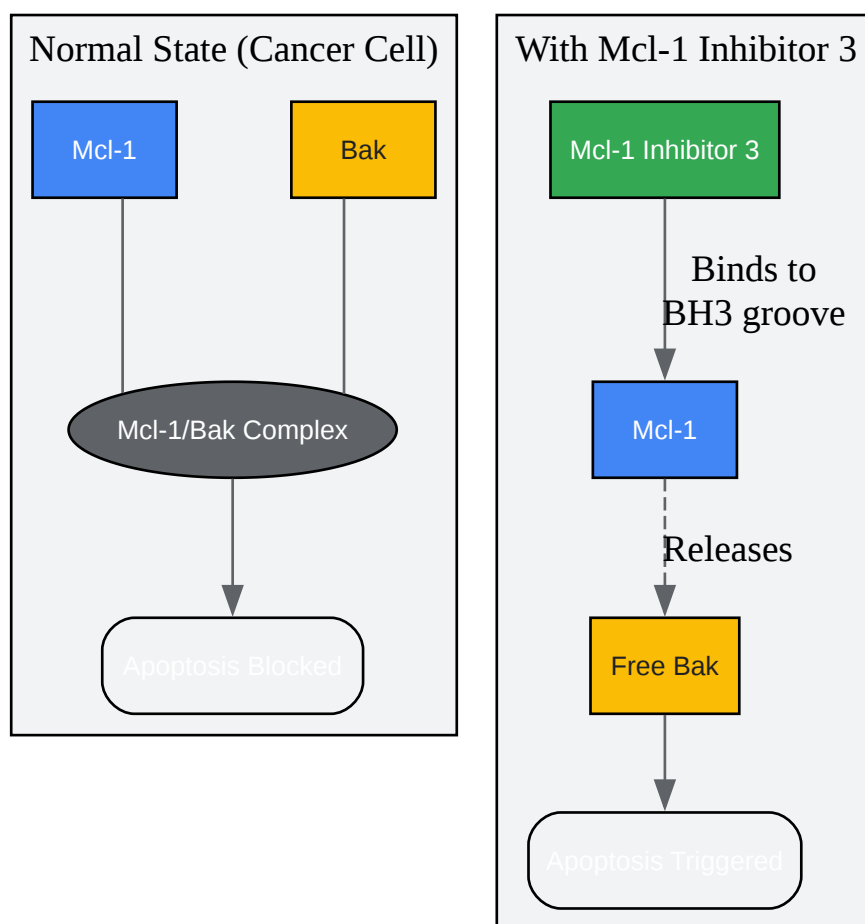 Normal State (Cancer Cell)
Mcl-1
Bak
Mcl-1/Bak Complex
Apoptosis Blocked
With Mcl-1 Inhibitor 3
Mcl-1 Inhibitor 3
Binds to
BH3 groove
Mcl-1
Releases
Free Bak
Apoptosis Triggered